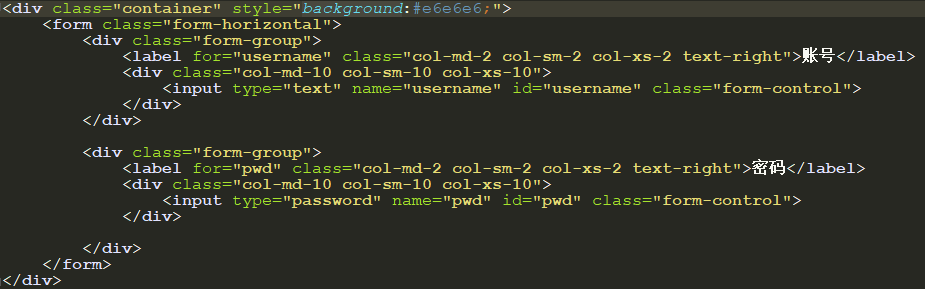 <div class="container" style="background:#e6e6e6;">
<form class="form-horizontal">
<div class="form-group">
<label for="username" class="col-md-2 col-sm-2 col-xs-2 text-right">账号</label>
<div class="col-md-10 col-sm-10 col-xs-10">
<input type="text" name="username" id="username" class="form-control">
</div>
</div>
<div class="form-group">
<label for="pwd" class="col-md-2 col-sm-2 col-xs-2 text-right">密码</label>
<div class="col-md-10 col-sm-10 col-xs-10">
<input type="password" name="pwd" id="pwd" class="form-control">
</div>
</div>
</form>
</div>